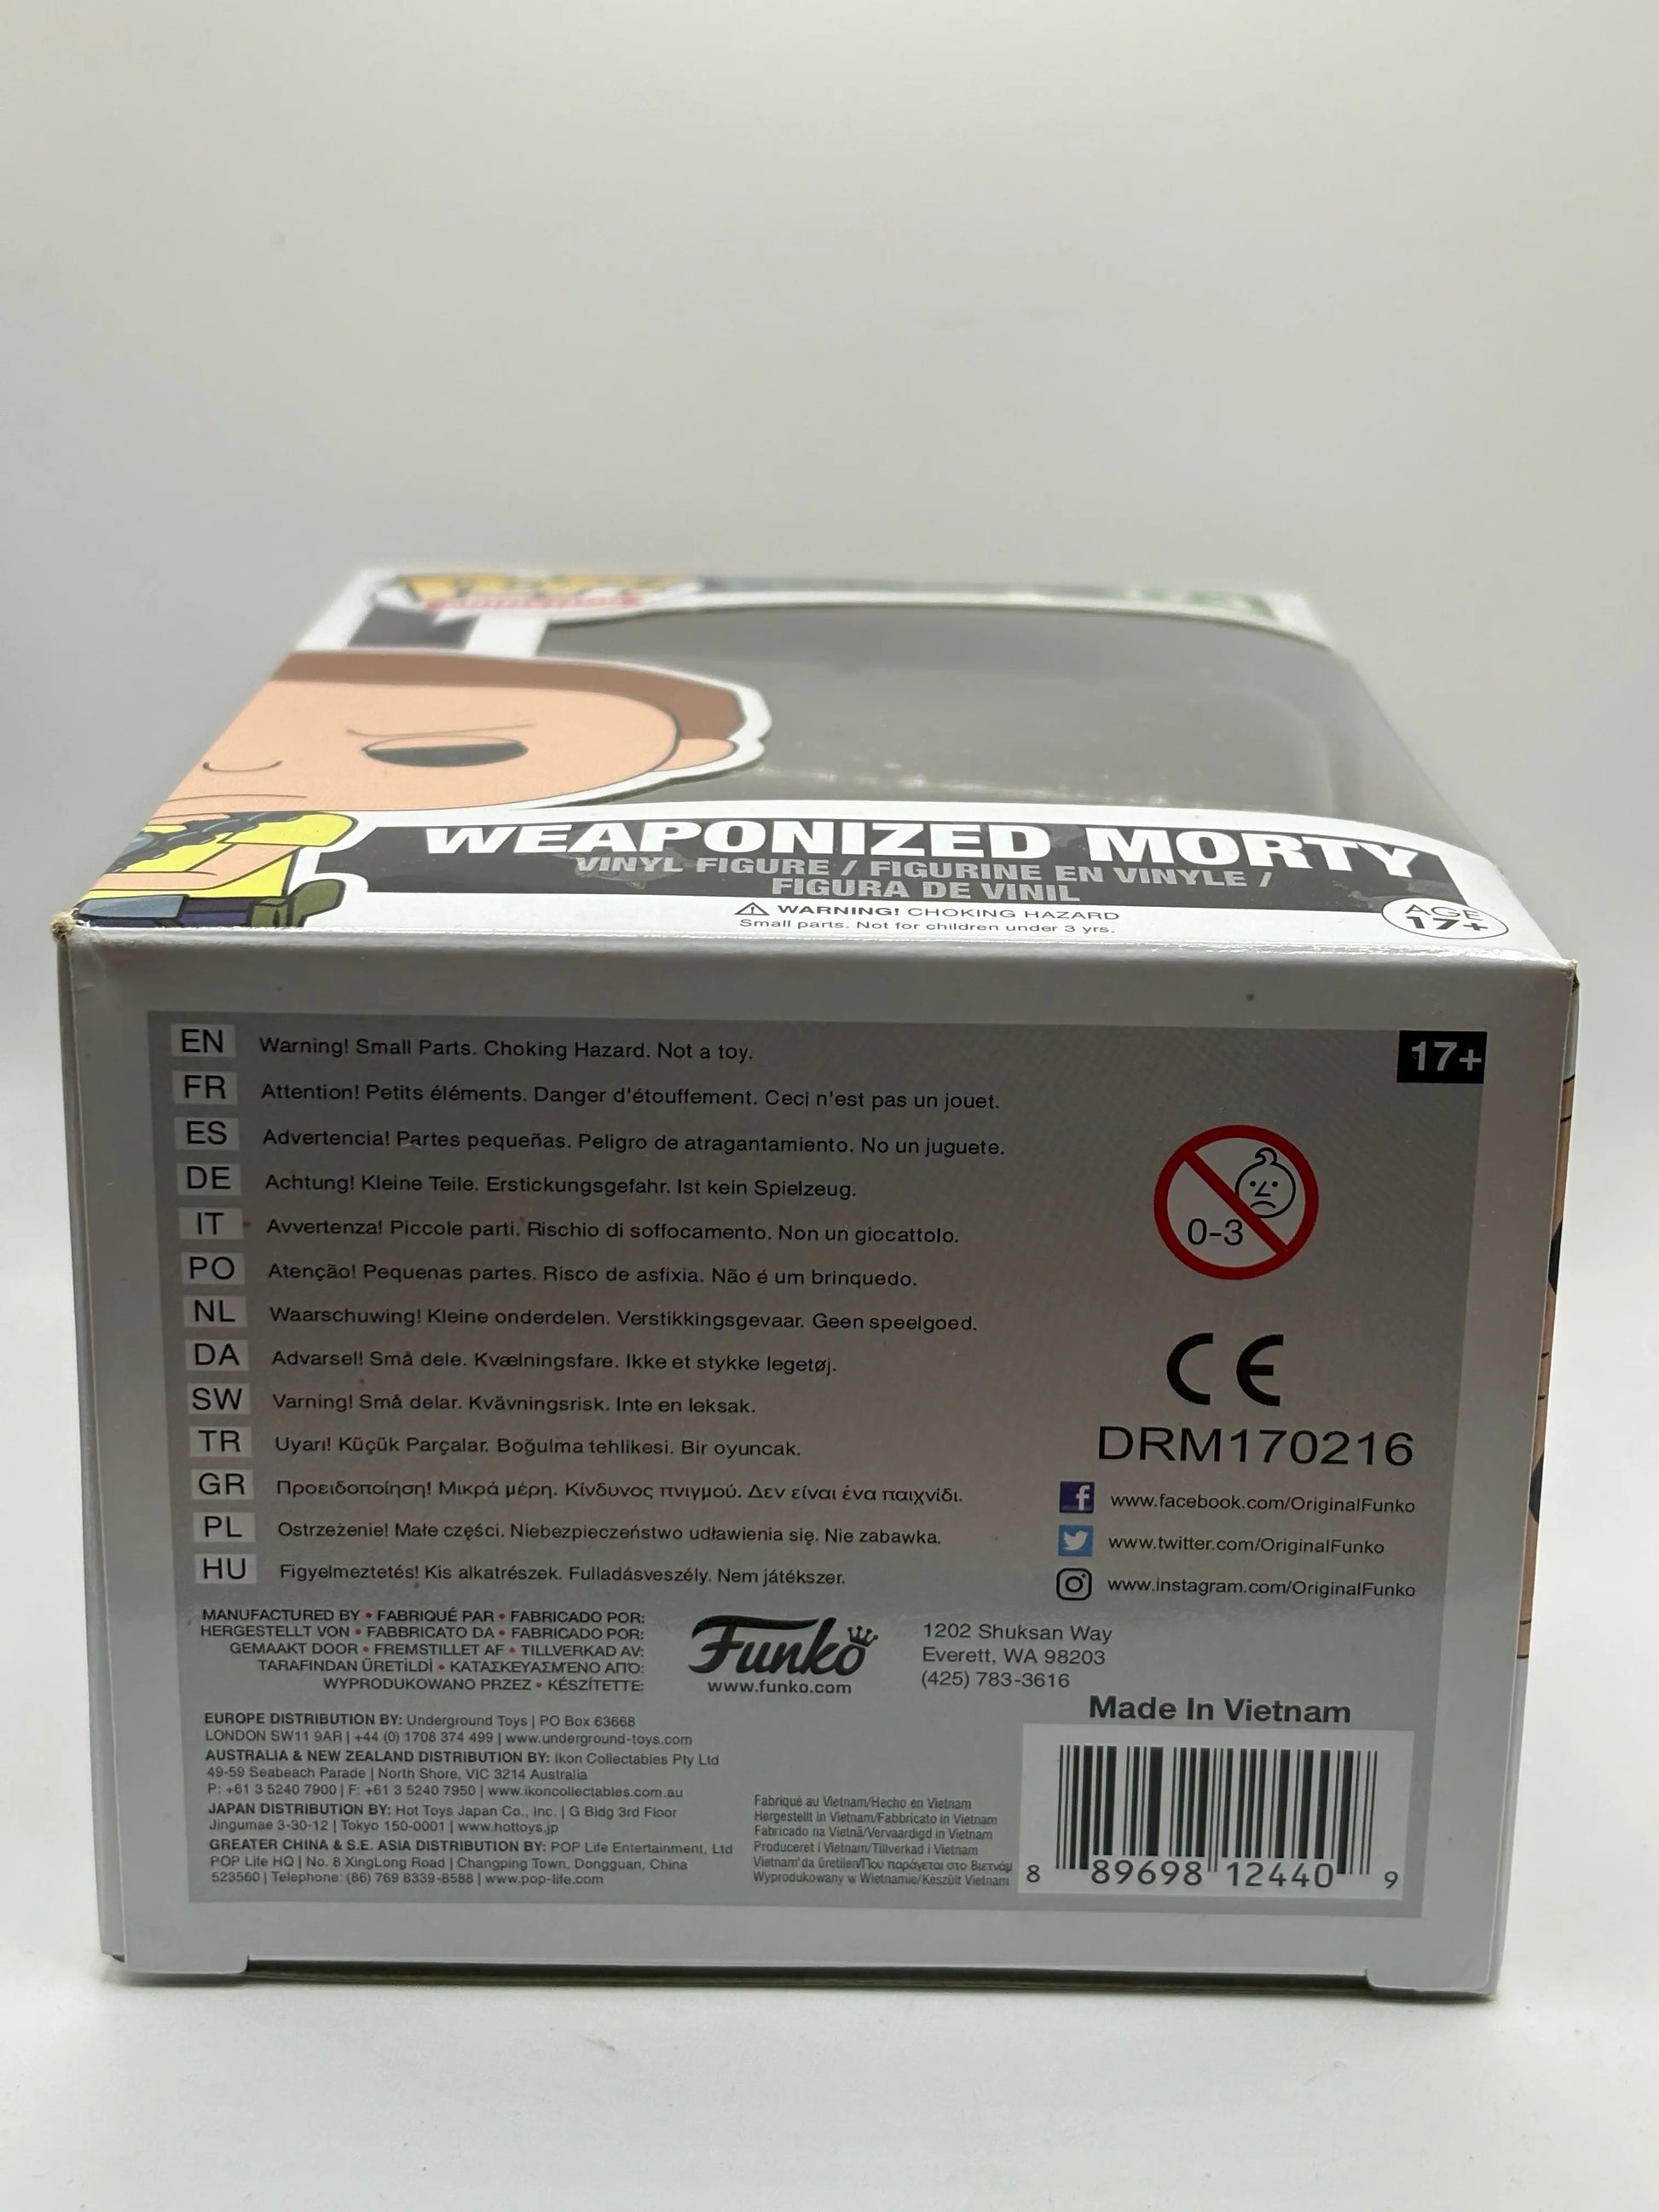 WEAPONIZED MORTY
VINYL FIGURE / FIGURINE EN VINYLE /
FIGURA DE VINIL
WARNING! CHOKING HAZARD
Small parts. Not for children under 3 yrs.
AGE
17+
EN Warning! Small Parts. Choking Hazard. Not a toy.
FR Attention! Petits éléments. Danger d'étouffement. Ceci n'est pas un jouet.
ES Advertencia! Partes pequeñas. Peligro de atragantamiento. No un juguete.
DE Achtung! Kleine Teile. Erstickungsgefahr. Ist kein Spielzeug.
IT Avvertenza! Piccole parti. Rischio di soffocamento. Non un giocattolo.
PO Atenção! Pequenas partes. Risco de asfixia. Não é um brinquedo.
NL Waarschuwing! Kleine onderdelen. Verstikkingsgevaar. Geen speelgoed.
DA Advarsel! Små dele. Kvælningsfare. Ikke et stykke legetøj.
SW Varning! Små delar. Kvävningsrisk. Inte en leksak.
TR Uyarı! Küçük Parçalar. Boğulma tehlikesi. Bir oyuncak.
GR Προειδοποίηση! Μικρά μέρη. Κίνδυνος πνιγμού. Δεν είναι ένα παιχνίδι.
PL Ostrzeżenie! Małe części. Niebezpieczeństwo udławienia się. Nie zabawka.
HU Figyelmeztetés! Kis alkatrészek. Fulladásveszély. Nem játékszer.
17+
0-3
CE
DRM170216
www.facebook.com/OriginalFunko
www.twitter.com/OriginalFunko
www.instagram.com/OriginalFunko
MANUFACTURED BY • FABRIQUÉ PAR • FABRICADO POR:
HERGESTELLT VON • FABBRICATO DA • FABRICADO POR:
GEMAAKT DOOR • FREMSTILLET AF • TILLVERKAD AV:
TARAFINDAN ÜRETİLDİ • ΚΑΤΑΣΚΕΥΑΣΜΈΝΟ ΑΠΌ:
WYPRODUKOWANO PRZEZ • KÉSZÍTETTE:
Funko
www.funko.com
1202 Shuksan Way
Everett, WA 98203
(425) 783-3616
Made In Vietnam
EUROPE DISTRIBUTION BY: Underground Toys | PO Box 63668
LONDON SW11 9AR | +44 (0) 1708 374 499 | www.underground-toys.com
AUSTRALIA & NEW ZEALAND DISTRIBUTION BY: Ikon Collectables Pty Ltd
49-59 Seabeach Parade | North Shore, VIC 3214 Australia
P: +61 3 5240 7900 | F: +61 3 5240 7950 | www.ikoncollectables.com.au
JAPAN DISTRIBUTION BY: Hot Toys Japan Co., Inc. | G Bldg 3rd Floor
Jingumae 3-30-12 | Tokyo 150-0001 | www.hottoys.jp
GREATER CHINA & S.E. ASIA DISTRIBUTION BY: POP Life Entertainment, Ltd
POP Life HQ | No. 8 XingLong Road | Changping Town, Dongguan, China
523560 | Telephone: (86) 769 8339-8588 | www.pop-life.com
Fabriqué au Vietnam/Hecho en Vietnam
Hergestellt in Vietnam/Fabbricato in Vietnam
Fabricado na Vietnã/Vervaardigd in Vietnam
Produceret i Vietnam/Tillverkad i Vietnam
Vietnam'da üretilen/Που παράγεται στο Βιετνάμ
Wyprodukowany w Wietnamie/Készült Vietnam
8 89698 12440 9